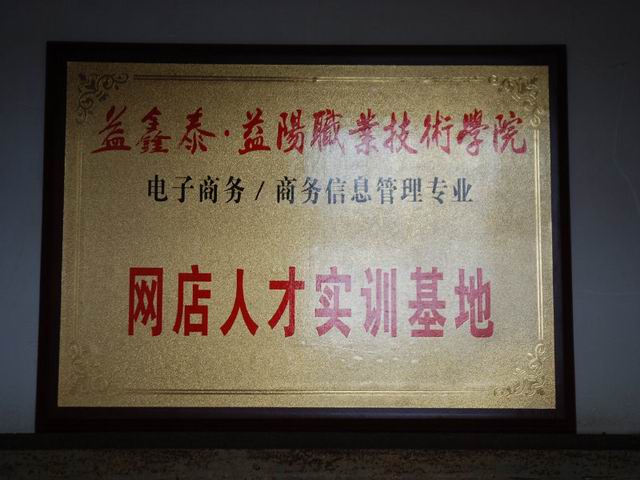 益鑫泰·益陽職業技術學院
电子商务/商务信息管理专业
网店人才实训基地